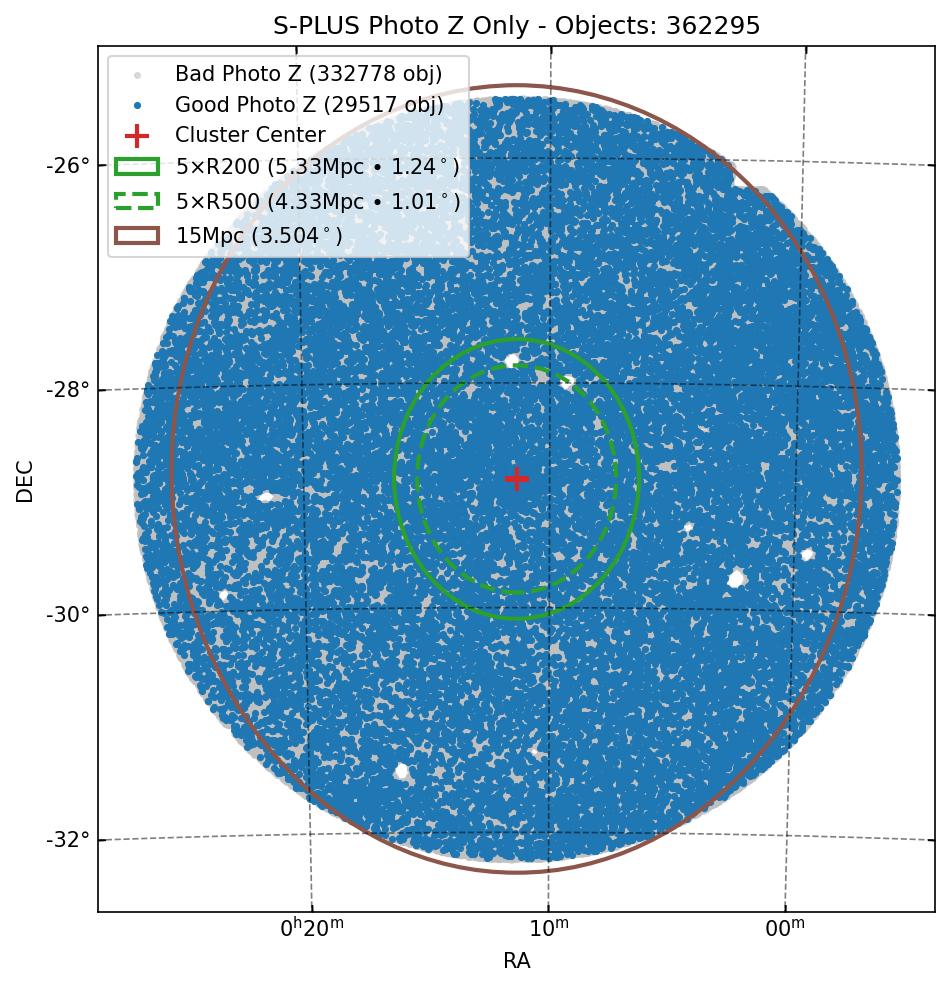 S-PLUS Photo Z Only - Objects: 362295
Bad Photo Z (332778 obj)
Good Photo Z (29517 obj)
Cluster Center
5×R200 (5.33Mpc • 1.24°)
5×R500 (4.33Mpc • 1.01°)
15Mpc (3.504°)
-26°
-28°
-30°
-32°
DEC
0ʰ20ᵐ 10ᵐ 00ᵐ
RA